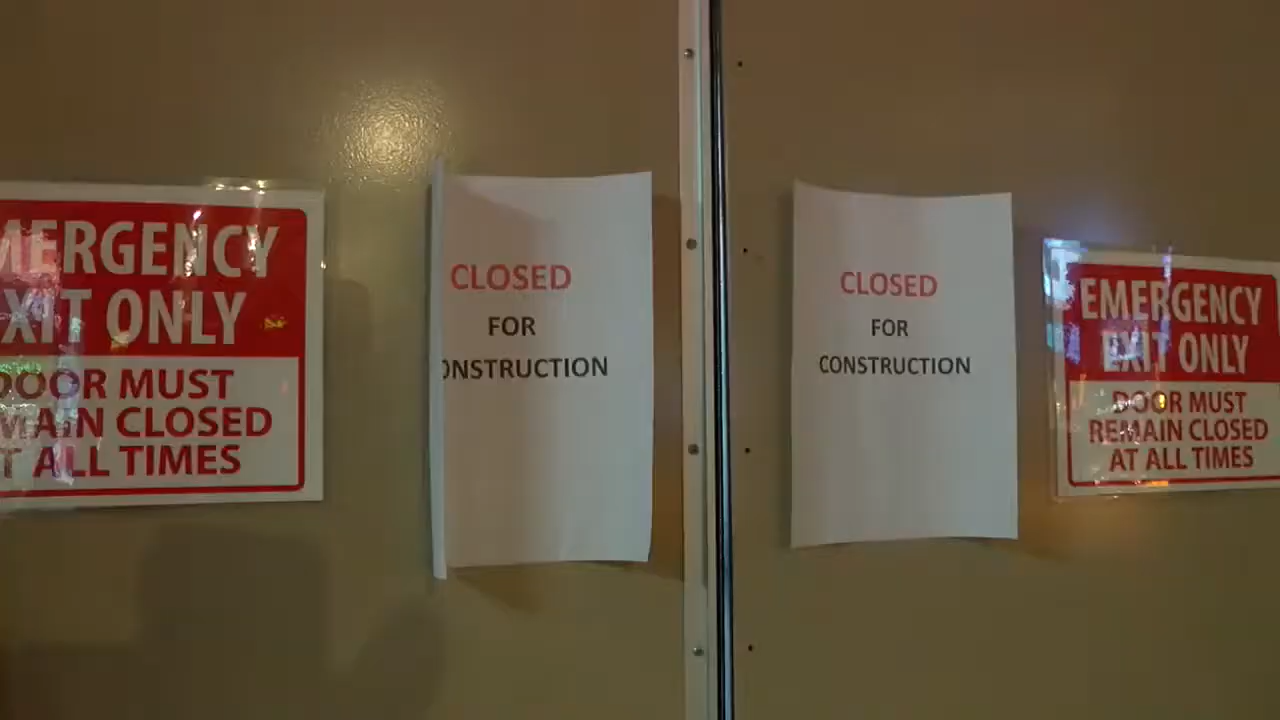 MERGENCY
XIT ONLY
DOOR MUST
MAIN CLOSED
T ALL TIMES
CLOSED
FOR
ONSTRUCTION
CLOSED
FOR
CONSTRUCTION
EMERGENCY
EXIT ONLY
DOOR MUST
REMAIN CLOSED
AT ALL TIMES